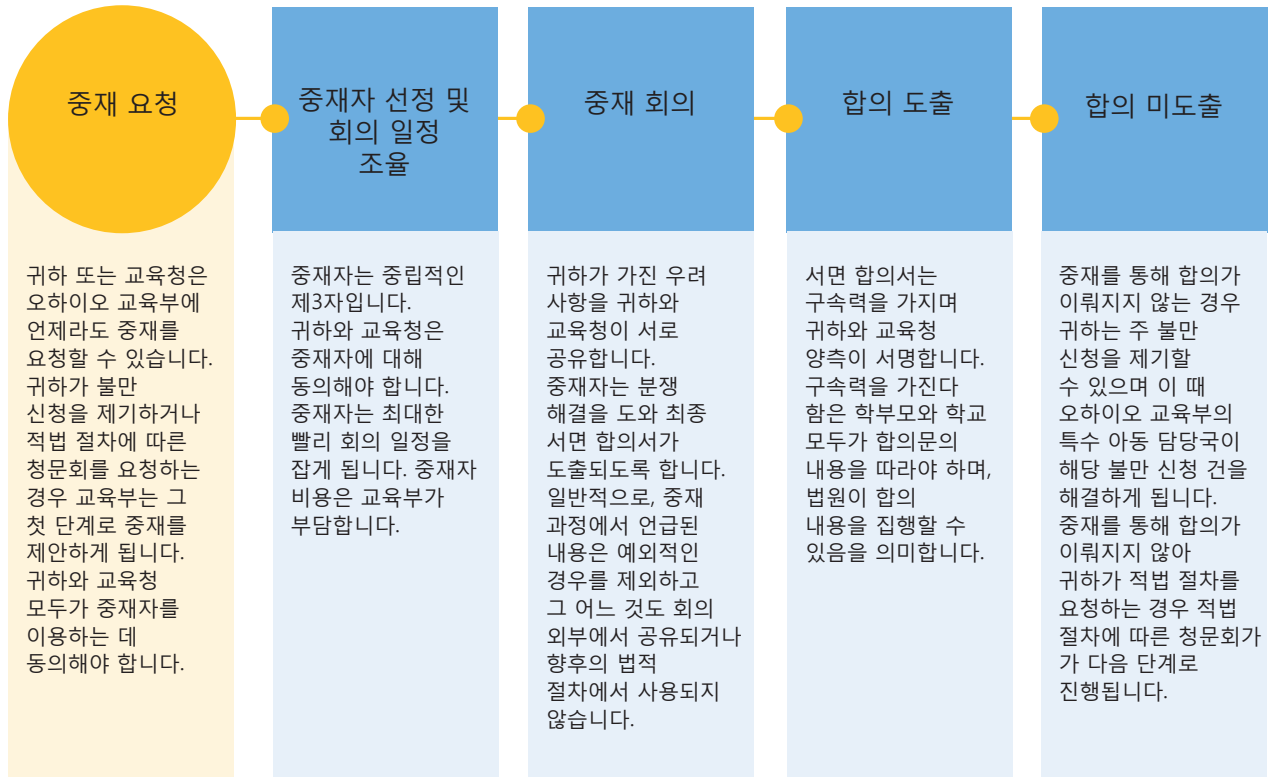 중재 요청
귀하 또는 교육청은
오하이오 교육부에
언제라도 중재를
요청할 수 있습니다.
귀하가 불만
신청을 제기하거나
적법 절차에 따른
청문회를 요청하는
경우 교육부는 그
첫 단계로 중재를
제안하게 됩니다.
귀하와 교육청
모두가 중재자를
이용하는 데
동의해야 합니다.
중재자 선정 및
회의 일정
조율
중재자는 중립적인
제3자입니다.
귀하와 교육청은
중재자에 대해
동의해야 합니다.
중재자는 최대한
빨리 회의 일정을
잡게 됩니다. 중재자
비용은 교육부가
부담합니다.
중재 회의
귀하가 가진 우려
사항을 귀하와
교육청이 서로
공유합니다.
중재자는 분쟁
해결을 도와 최종
서면 합의서가
도출되도록 합니다.
일반적으로, 중재
과정에서 언급된
내용은 예외적인
경우를 제외하고
그 어느 것도 회의
외부에서 공유되거나
향후의 법적
절차에서 사용되지
않습니다.
합의 도출
서면 합의서는
구속력을 가지며
귀하와 교육청
양측이 서명합니다.
구속력을 가진다
함은 학부모와 학교
모두가 합의문의
내용을 따라야 하며,
법원이 합의
내용을 집행할 수
있음을 의미합니다.
합의 미도출
중재를 통해 합의가
이뤄지지 않는 경우
귀하는 주 불만
신청을 제기할
수 있으며 이 때
오하이오 교육부의
특수 아동 담당국이
해당 불만 신청 건을
해결하게 됩니다.
중재를 통해 합의가
이뤄지지 않아
귀하가 적법 절차를
요청하는 경우 적법
절차에 따른 청문회가
가 다음 단계로
진행됩니다.